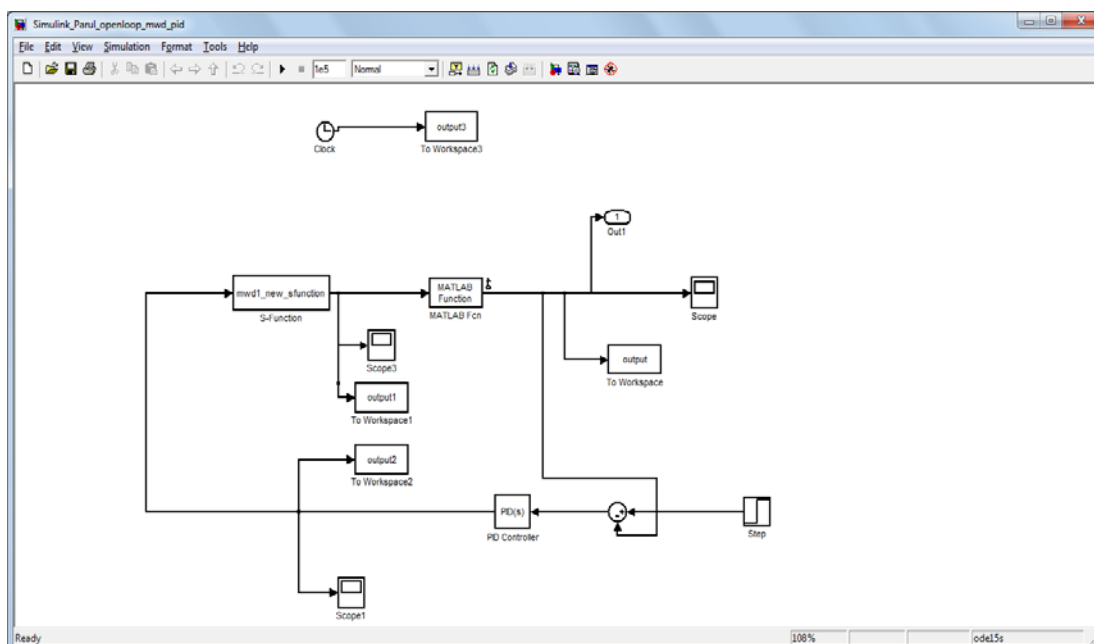 Simulink_Parul_openloop_mwd_pid
File Edit View Simulation Format Tools Help
1e5 Normal
output3
Clock
To Workspace3
1
Out1
mwd1_new_sfunction
S-Function
MATLAB
Function
MATLAB Fcn
Scope
Scope3
output
To Workspace
output1
To Workspace1
output2
To Workspace2
PID(s)
PID Controller
Step
Scope1
Ready
108%
ode15s